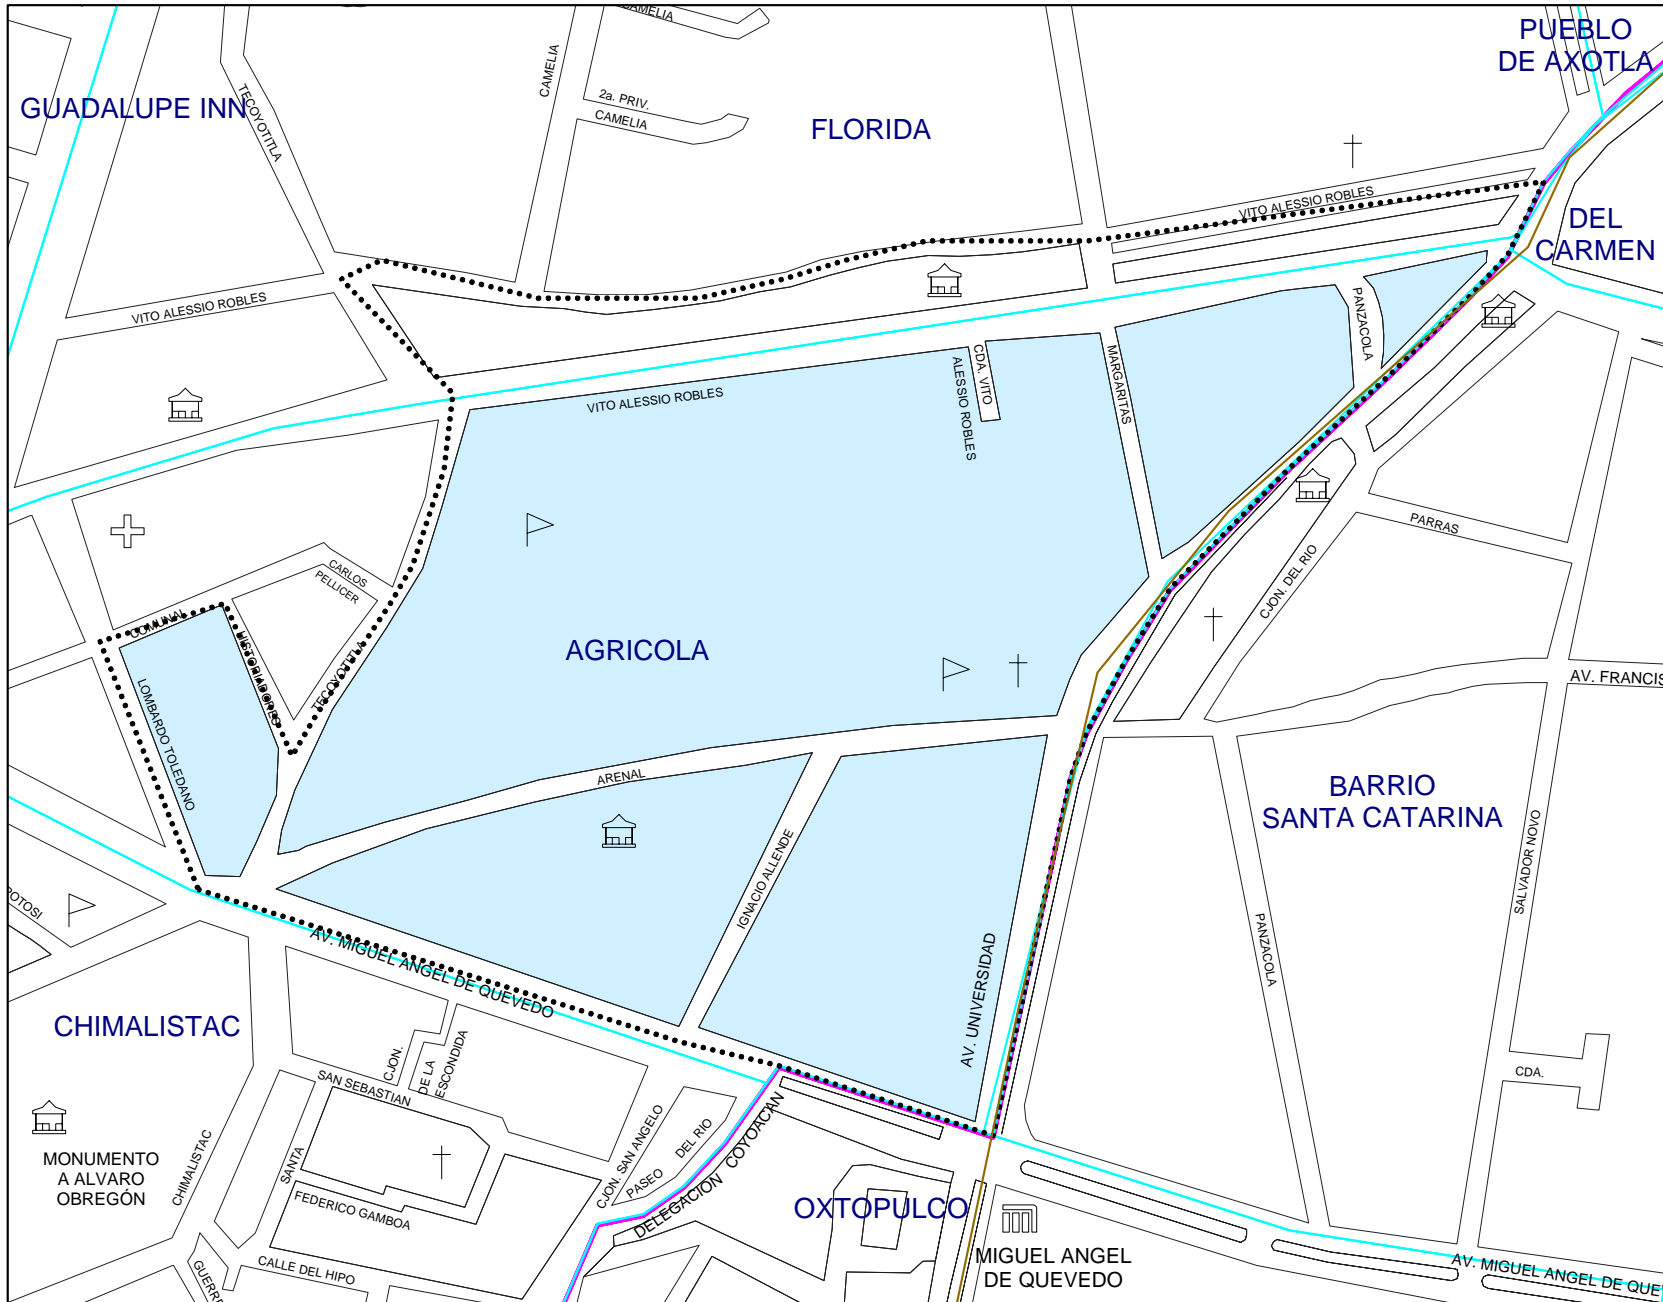 CAMELIA
PUEBLO
DE AXOTLA
GUADALUPE INN
TECOYOTITLA
CAMELIA
2a. PRIV.
CAMELIA
FLORIDA
VITO ALESSIO ROBLES
DEL
CARMEN
VITO ALESSIO ROBLES
PANZACOLA
VITO ALESSIO ROBLES
CDA. VITO
ALESSIO ROBLES
MARGARITAS
PARRAS
CJON. DEL RIO
CARLOS
PELLICER
COMUNAL
HISTORIADORES
TECOYOTITLA
LOMBARDO TOLEDANO
AGRICOLA
AV. FRANCIS
ARENAL
BARRIO
SANTA CATARINA
IGNACIO ALLENDE
SALVADOR NOVO
POTOSI
AV. MIGUEL ANGEL DE QUEVEDO
AV. UNIVERSIDAD
PANZACOLA
CHIMALISTAC
CJON.
DE LA
ESCONDIDA
SAN SEBASTIAN
CDA.
MONUMENTO
A ALVARO
OBREGÓN
CHIMALISTAC
SANTA
FEDERICO GAMBOA
CJON. SAN ANGELO
PASEO
DEL RIO
DELEGACION COYOACAN
OXTOPULCO
MIGUEL ANGEL
DE QUEVEDO
CALLE DEL HIPO
GUERRE
AV. MIGUEL ANGEL DE QUE